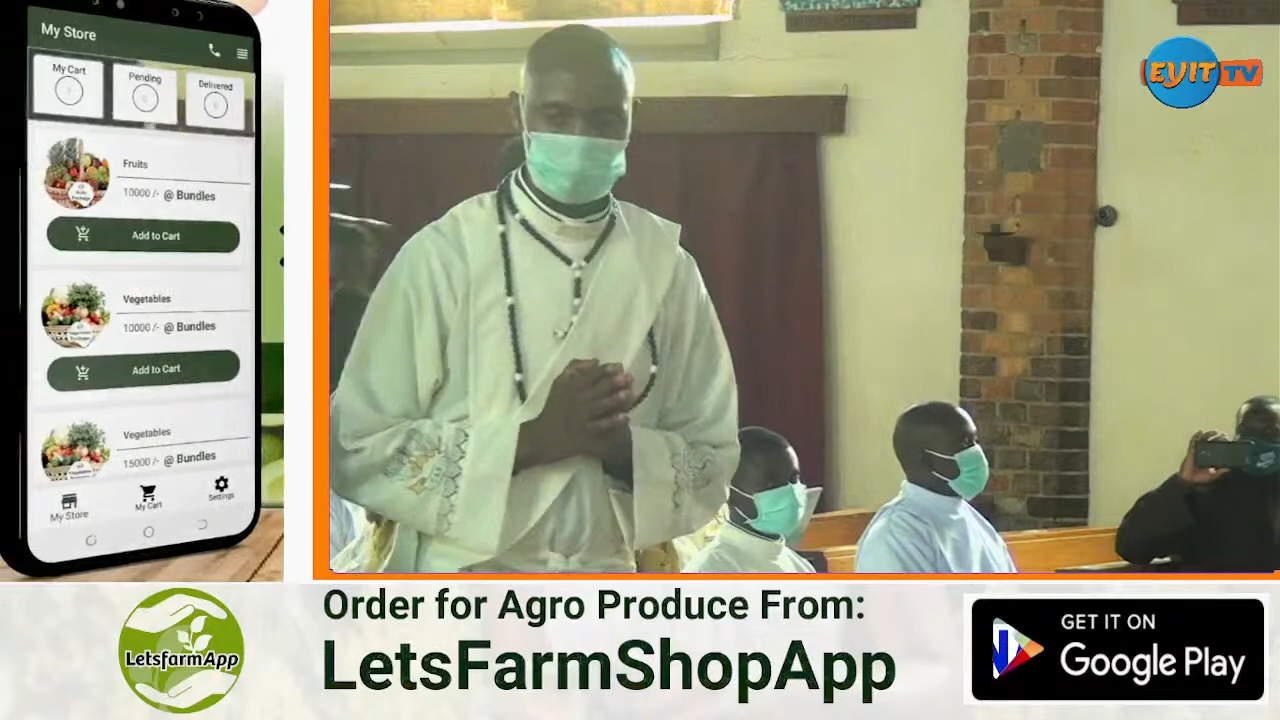 My Store
My Cart
Pending
Delivered
Fruits
10000 /- @ Bundles
Add to Cart
Vegetables
10000 /- @ Bundles
Add to Cart
Vegetables
15000 /- @ Bundles
My Store
My Cart
Settings
EYIT TV
LetsfarmApp
Order for Agro Produce From:
LetsFarmShopApp
GET IT ON
Google Play